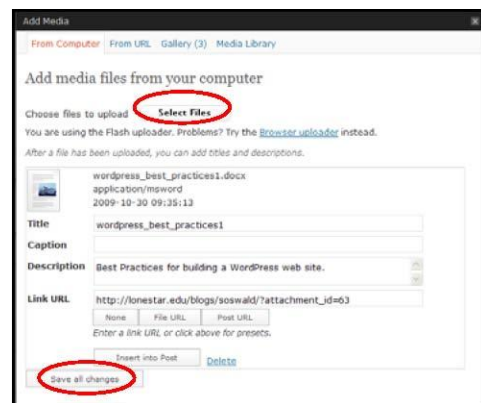 Add Media
From Computer From URL Gallery (3) Media Library
Add media files from your computer
Choose files to upload Select Files
You are using the Flash uploader. Problems? Try the Browser uploader instead.
After a file has been uploaded, you can add titles and descriptions.
wordpress_best_practices1.docx
application/msword
2009-10-30 09:35:13
Title wordpress_best_practices1
Caption
Description Best Practices for building a WordPress web site.
Link URL http://lonestar.edu/blogs/soswald/?attachment_id=63
None File URL Post URL
Enter a link URL or click above for presets.
Insert into Post Delete
Save all changes